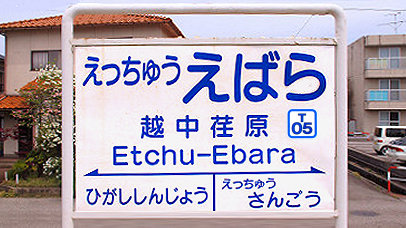 えっちゅう えばら
越中荏原
T
05
Etchu-Ebara
ひがししんじょう
えっちゅう
さんごう